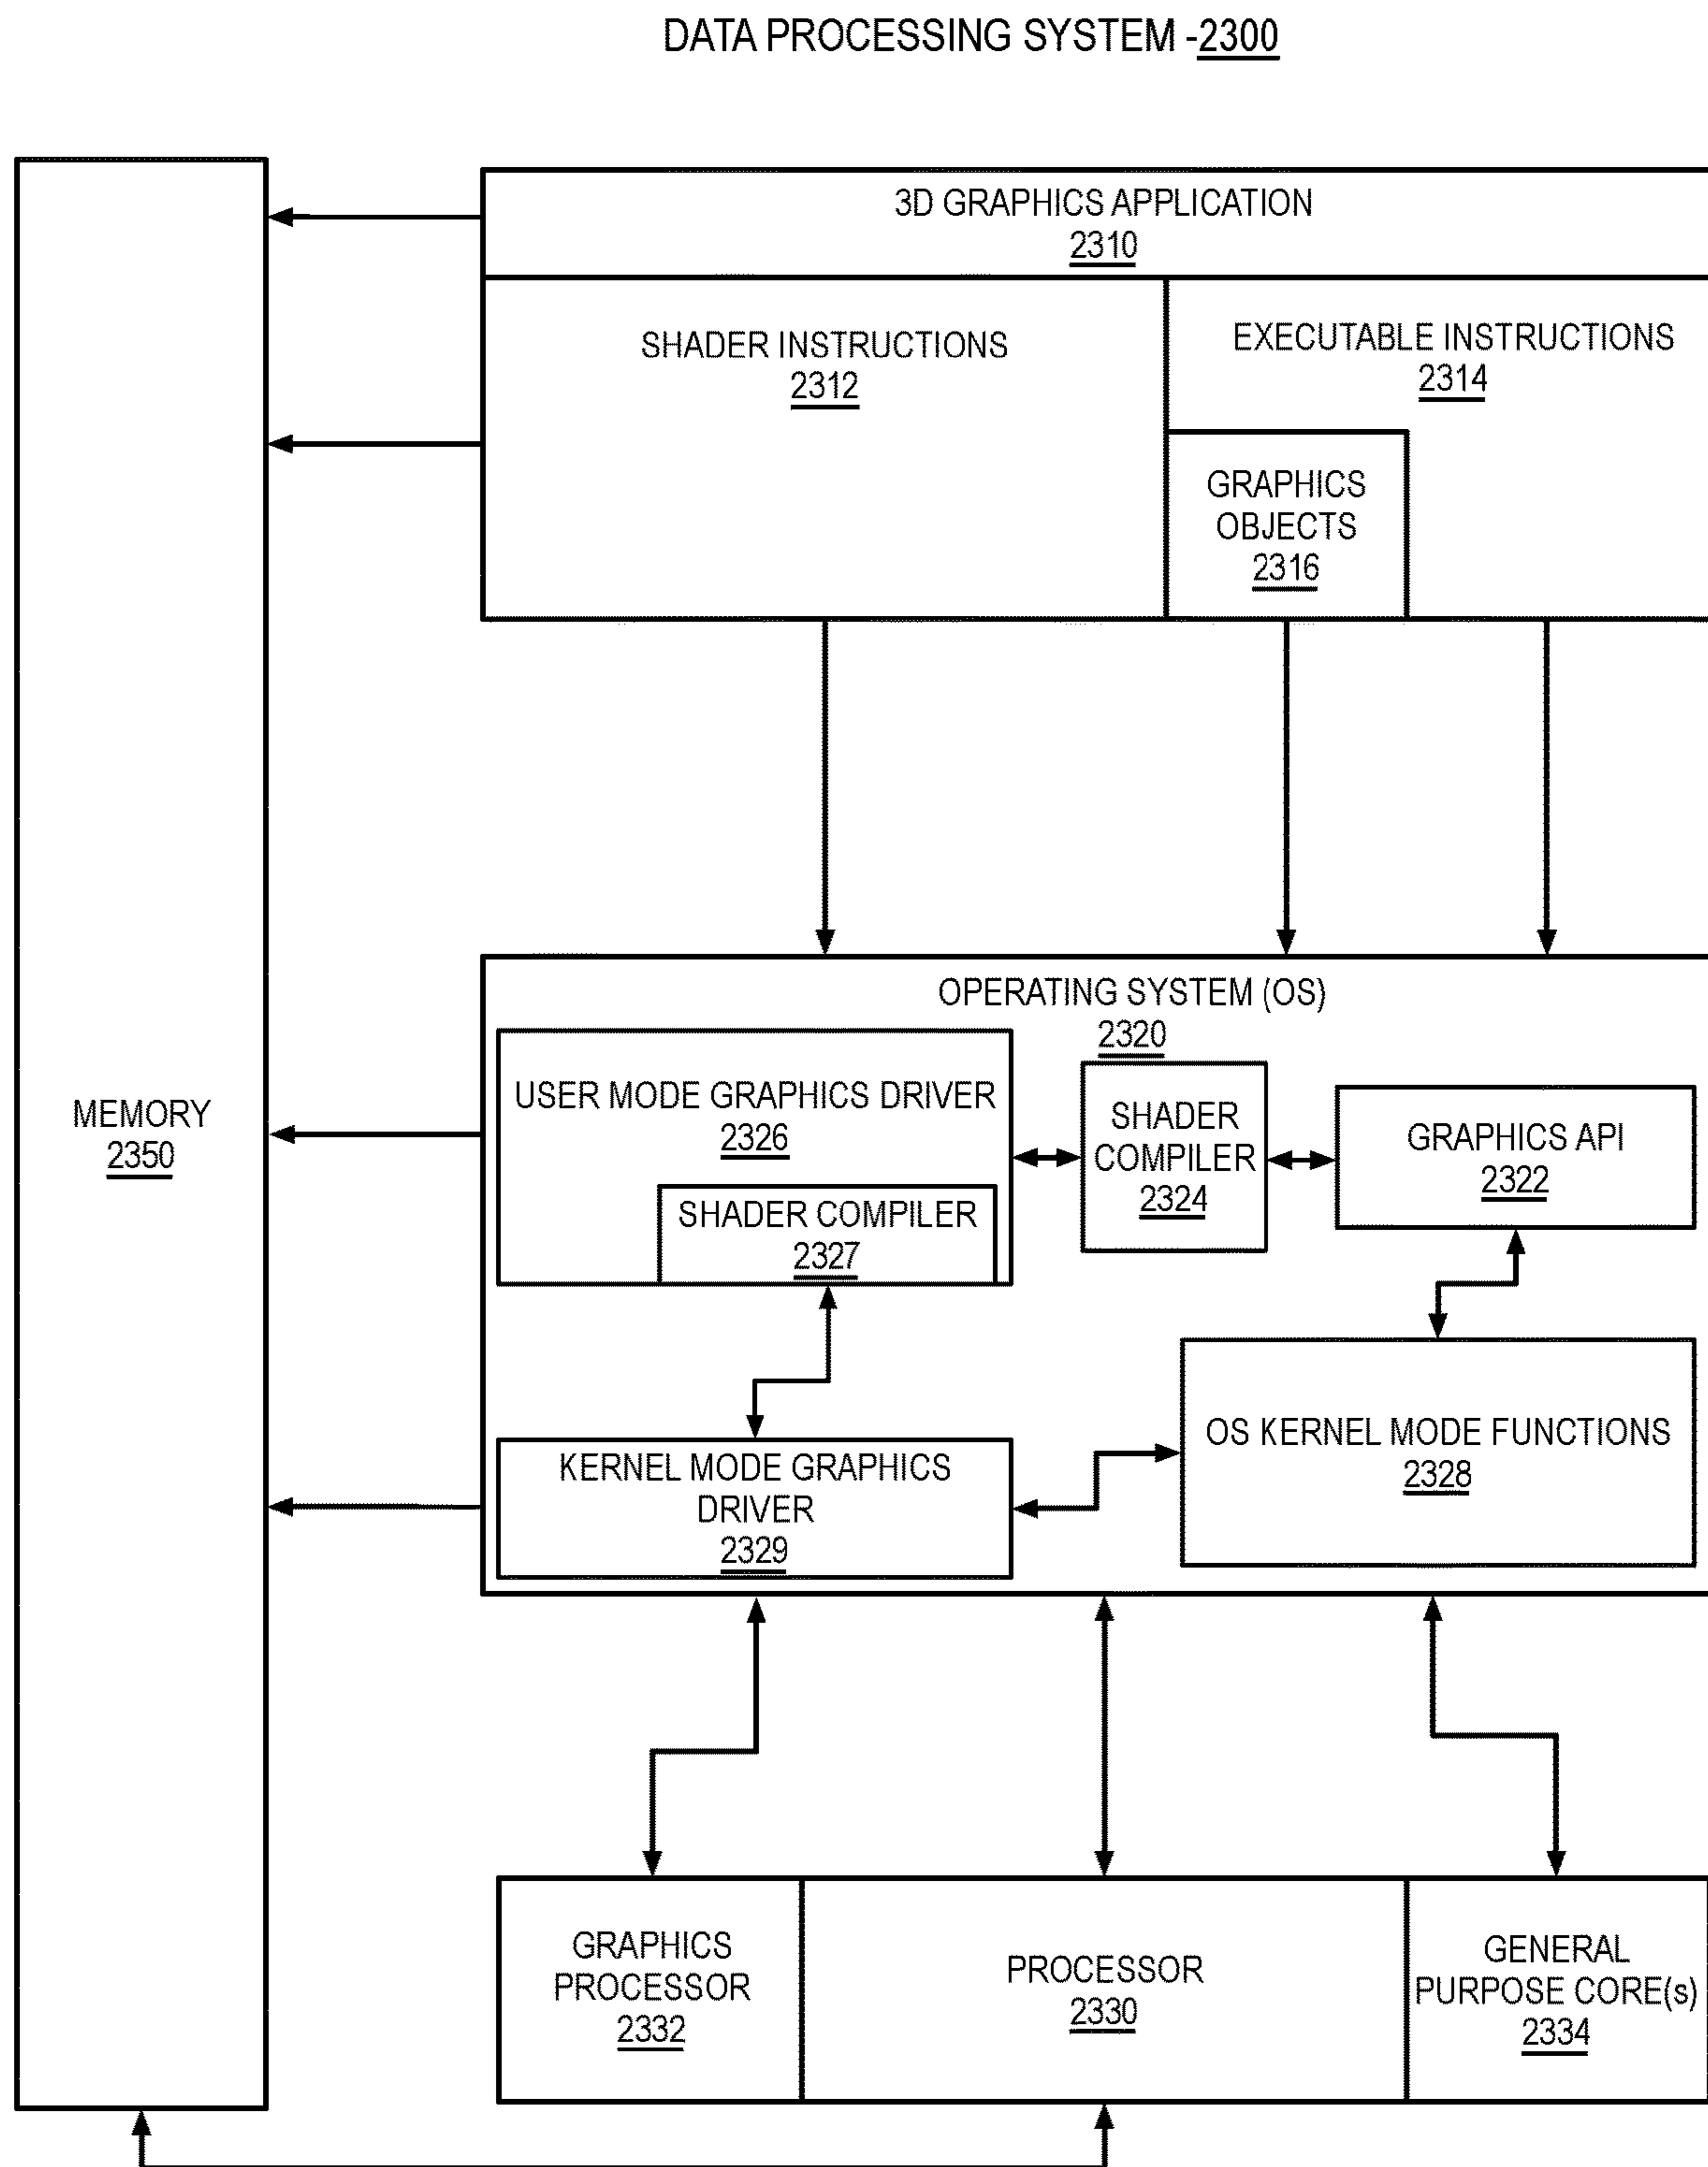 DATA PROCESSING SYSTEM -2300
3D GRAPHICS APPLICATION
2310
SHADER INSTRUCTIONS
2312
EXECUTABLE INSTRUCTIONS
2314
GRAPHICS
OBJECTS
2316
MEMORY
2350
OPERATING SYSTEM (OS)
2320
USER MODE GRAPHICS DRIVER
2326
SHADER COMPILER
2327
SHADER
COMPILER
2324
GRAPHICS API
2322
KERNEL MODE GRAPHICS
DRIVER
2329
OS KERNEL MODE FUNCTIONS
2328
GRAPHICS
PROCESSOR
2332
PROCESSOR
2330
GENERAL
PURPOSE CORE(s)
2334